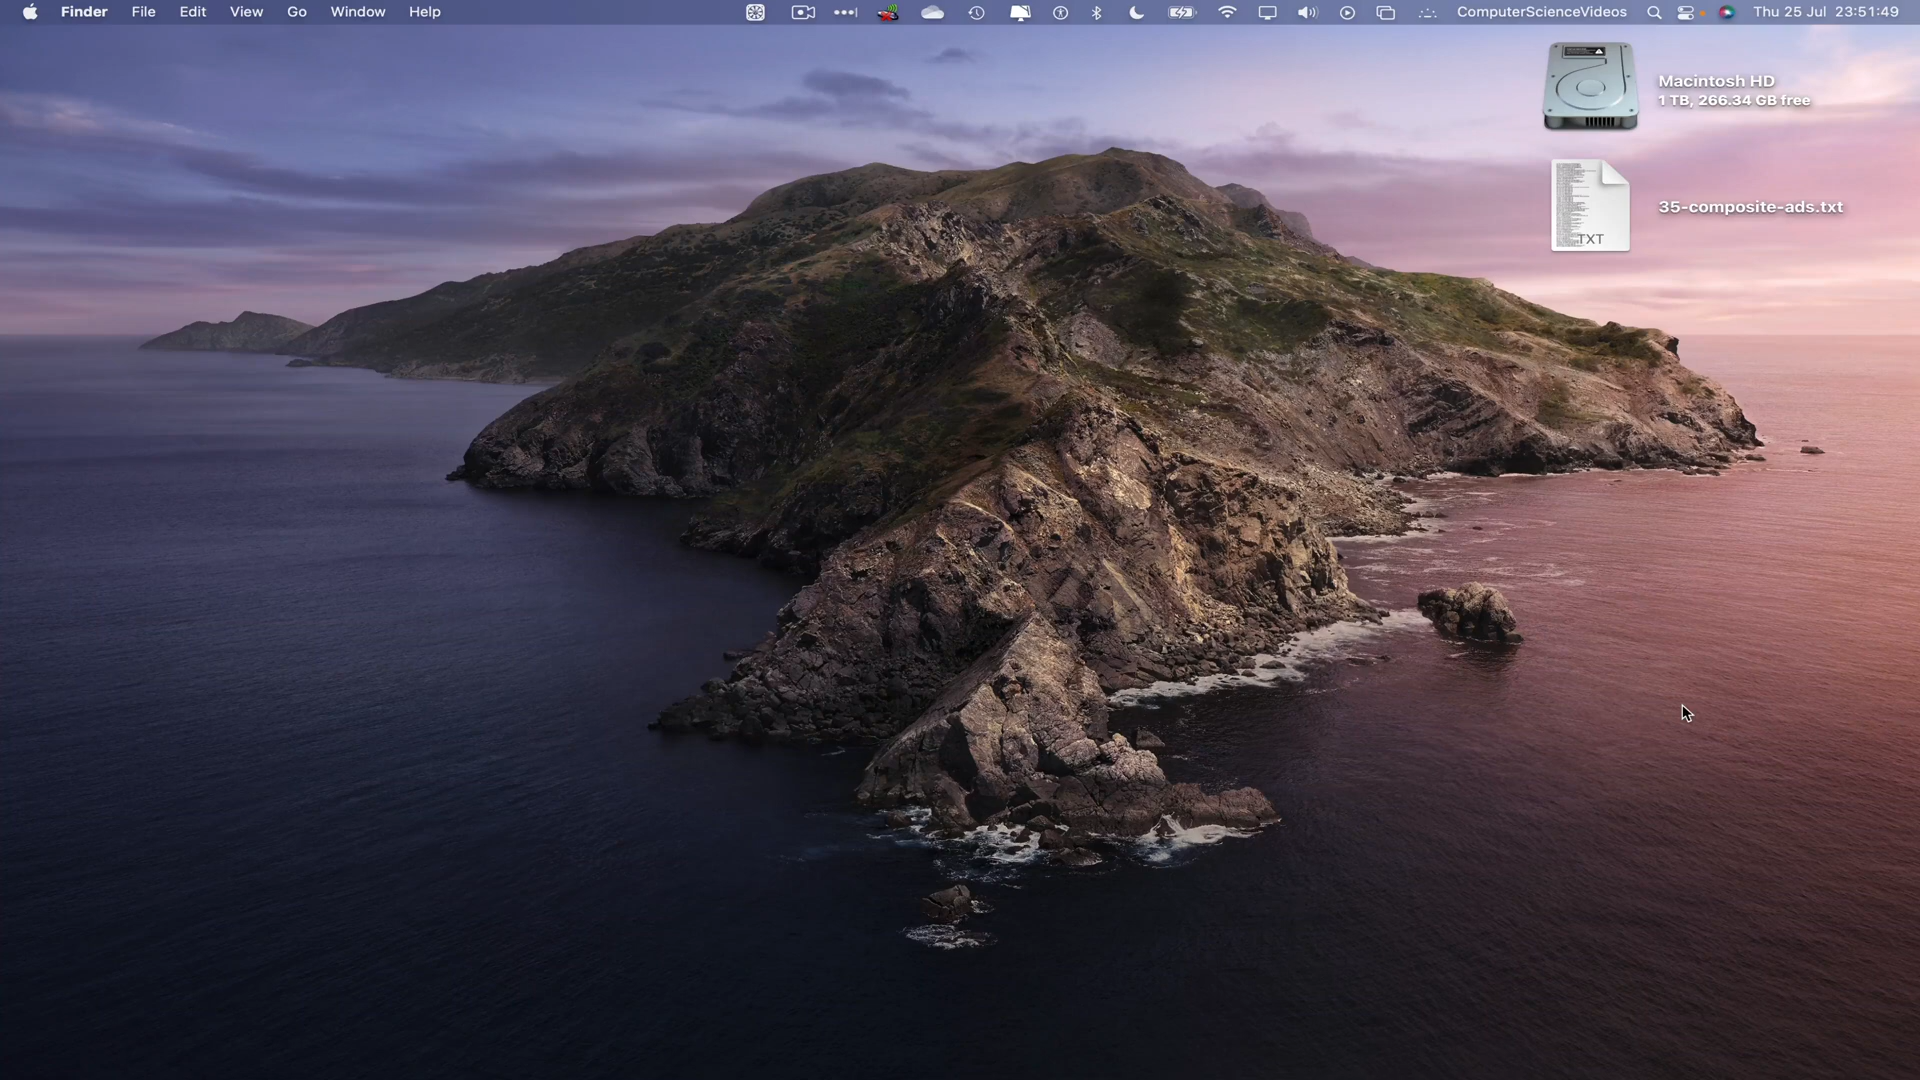 Finder File Edit View Go Window Help ComputerScienceVideos Thu 25 Jul 23:51:49
Macintosh HD
1 TB, 266.34 GB free
35-composite-ads.txt
TXT